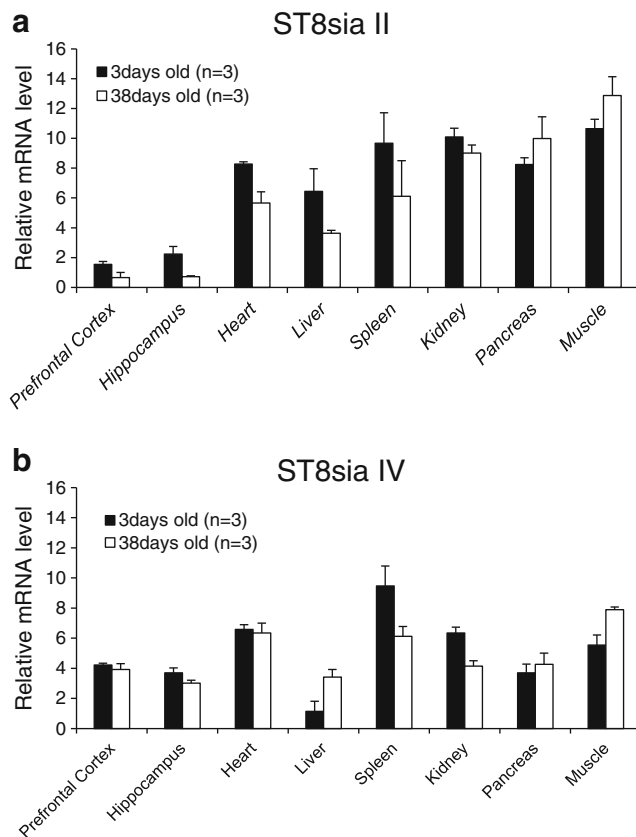 a
ST8sia II
Relative mRNA level
16
14
12
10
8
6
4
2
0
3days old (n=3)
38days old (n=3)
Prefrontal Cortex
Hippocampus
Heart
Liver
Spleen
Kidney
Pancreas
Muscle
b
ST8sia IV
Relative mRNA level
16
14
12
10
8
6
4
2
0
3days old (n=3)
38days old (n=3)
Prefrontal Cortex
Hippocampus
Heart
Liver
Spleen
Kidney
Pancreas
Muscle